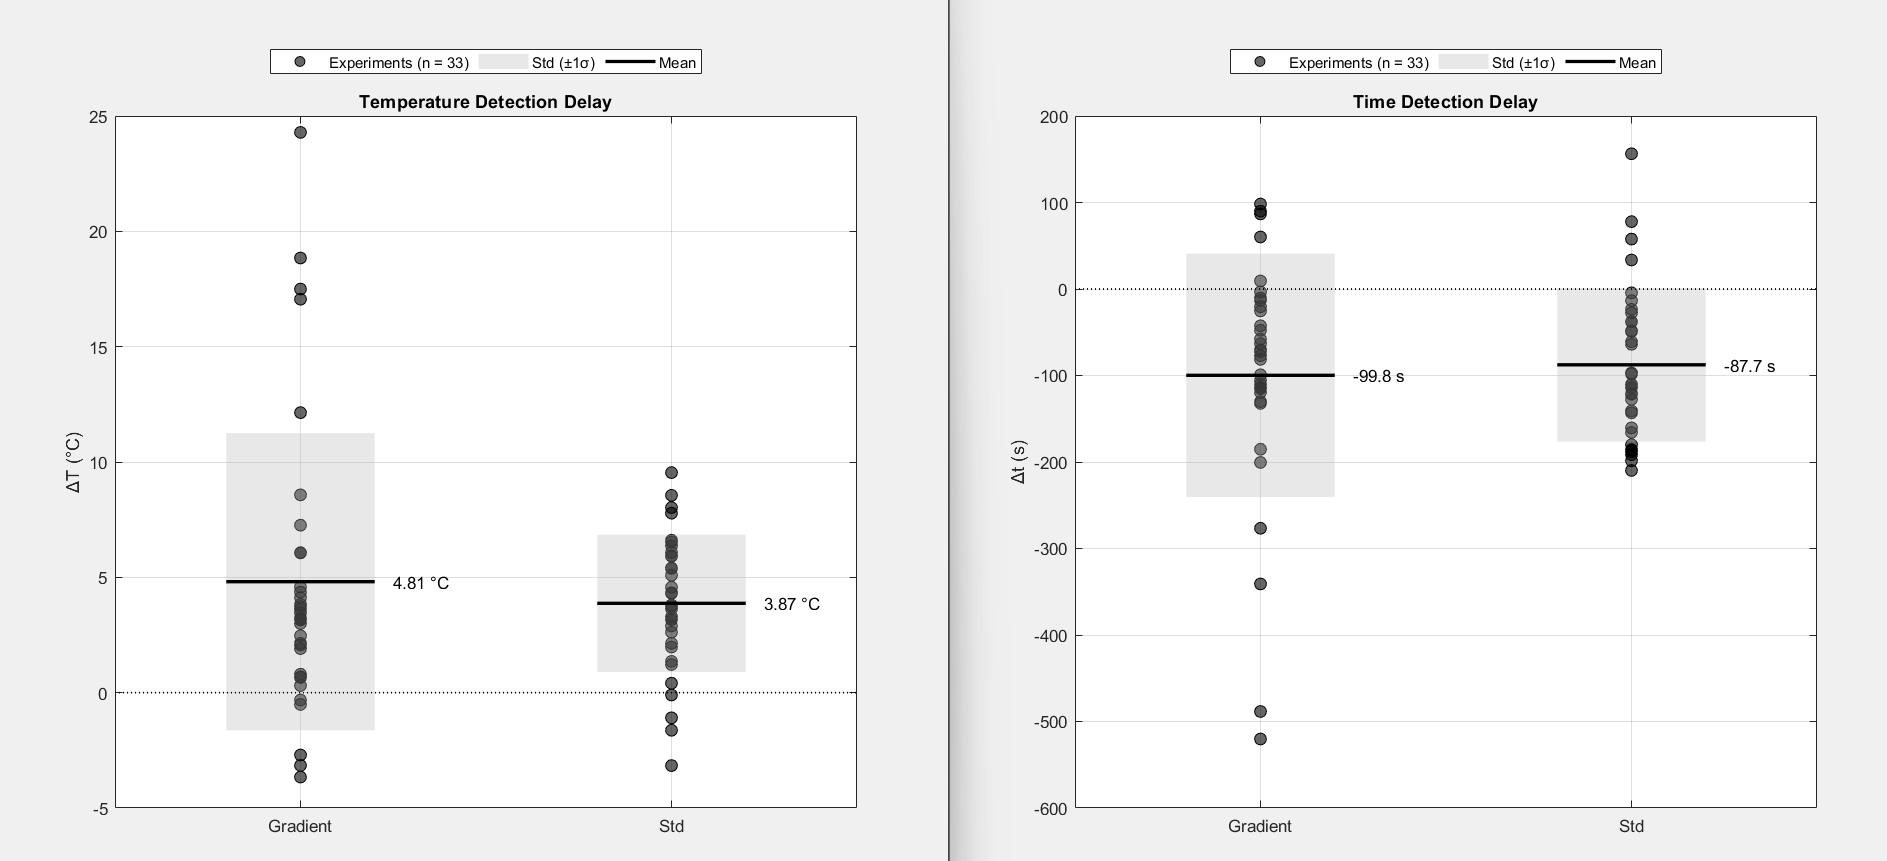 Experiments (n = 33) Std (±1σ) Mean
Temperature Detection Delay
25
20
15
10
5
0
-5
ΔT (°C)
4.81 °C
3.87 °C
Gradient Std
Experiments (n = 33) Std (±1σ) Mean
Time Detection Delay
200
100
0
-100
-200
-300
-400
-500
-600
Δt (s)
-99.8 s
-87.7 s
Gradient Std